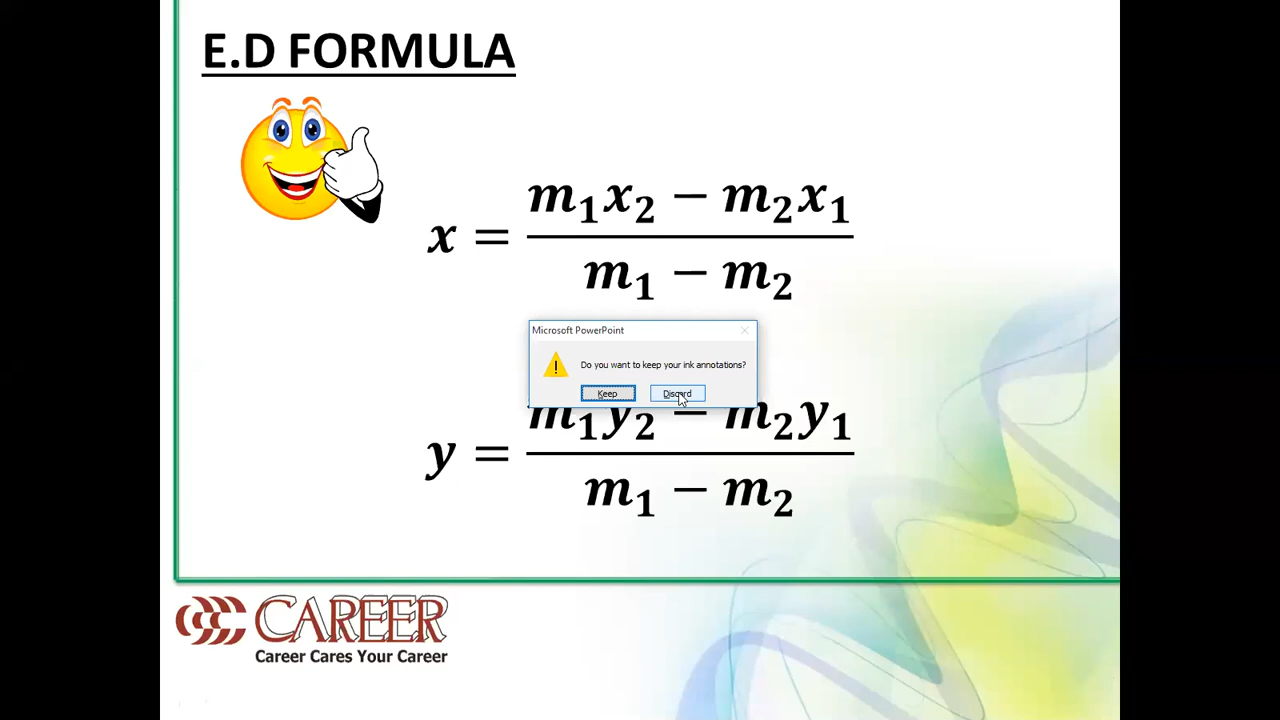 E.D FORMULA
x = (m₁x₂ − m₂x₁) / (m₁ − m₂)
Microsoft PowerPoint
Do you want to keep your ink annotations?
Keep Discard
y = (m₁y₂ − m₂y₁) / (m₁ − m₂)
CAREER
Career Cares Your Career